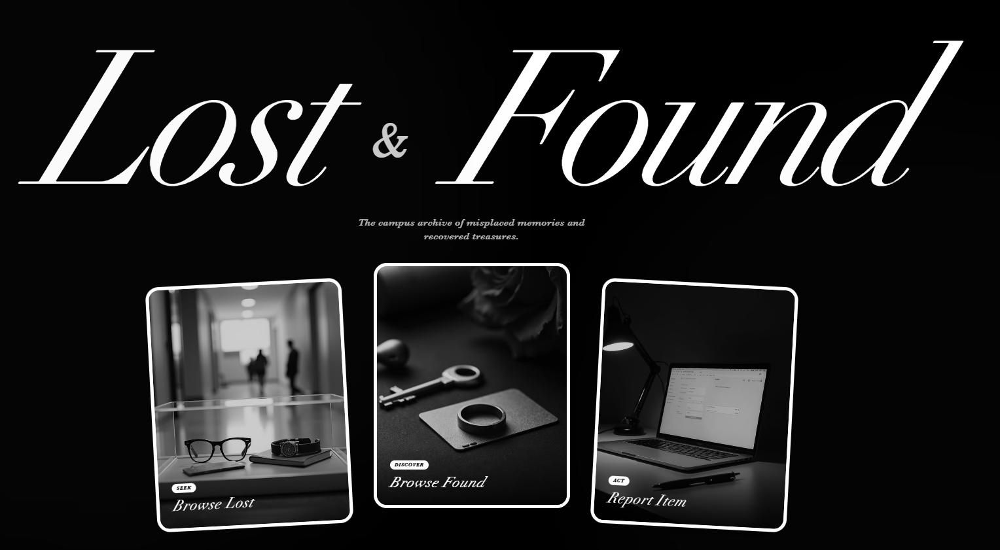 Lost & Found
The campus archive of misplaced memories and
recovered treasures.
SEEK
Browse Lost
DISCOVER
Browse Found
ACT
Report Item